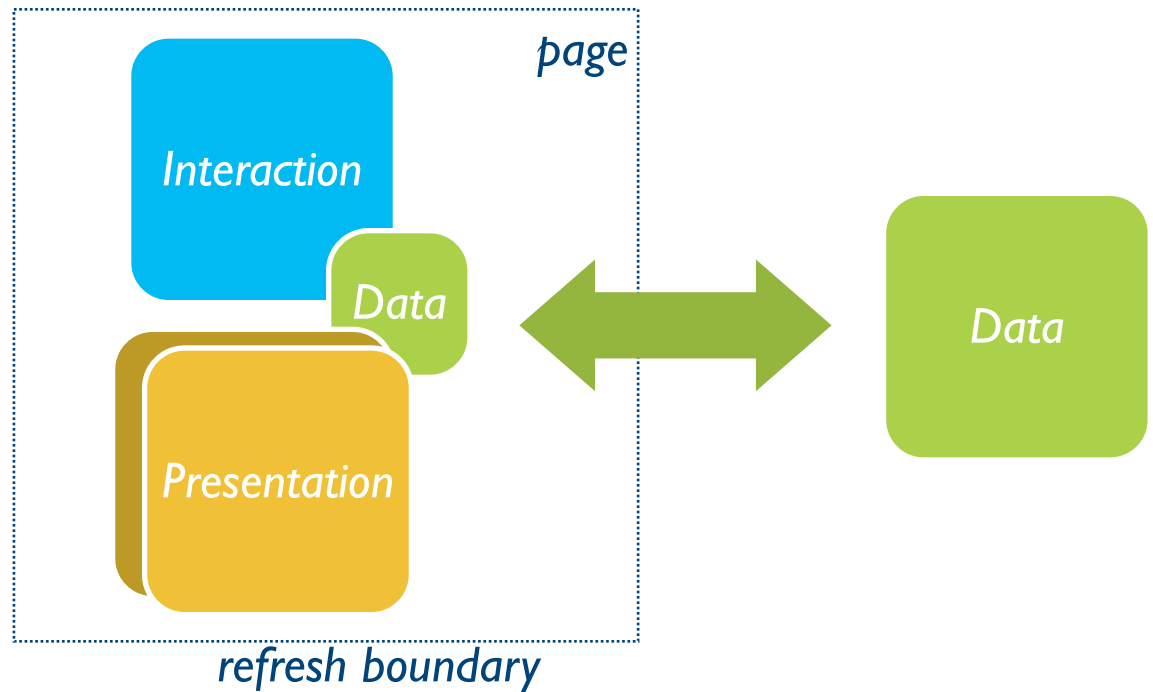 page
Interaction
Data
Data
Presentation
refresh boundary